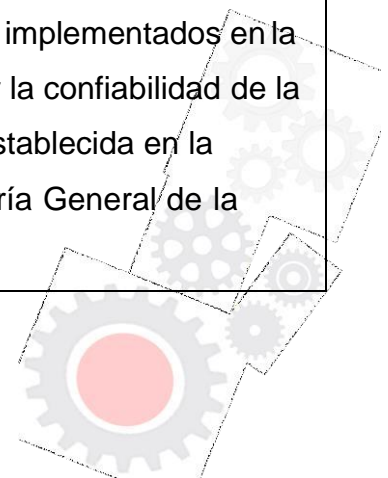 implementados en la
la confiabilidad de la
establecida en la
ría General de la